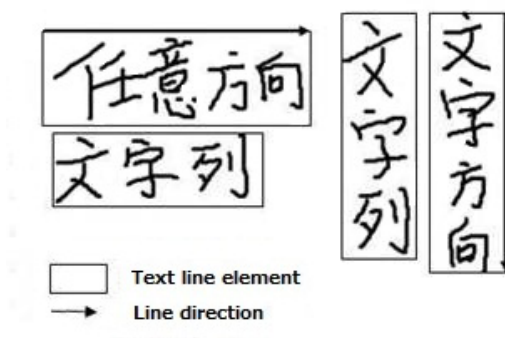 任意方向
文字列
文字列
文字方向
Text line element
Line direction